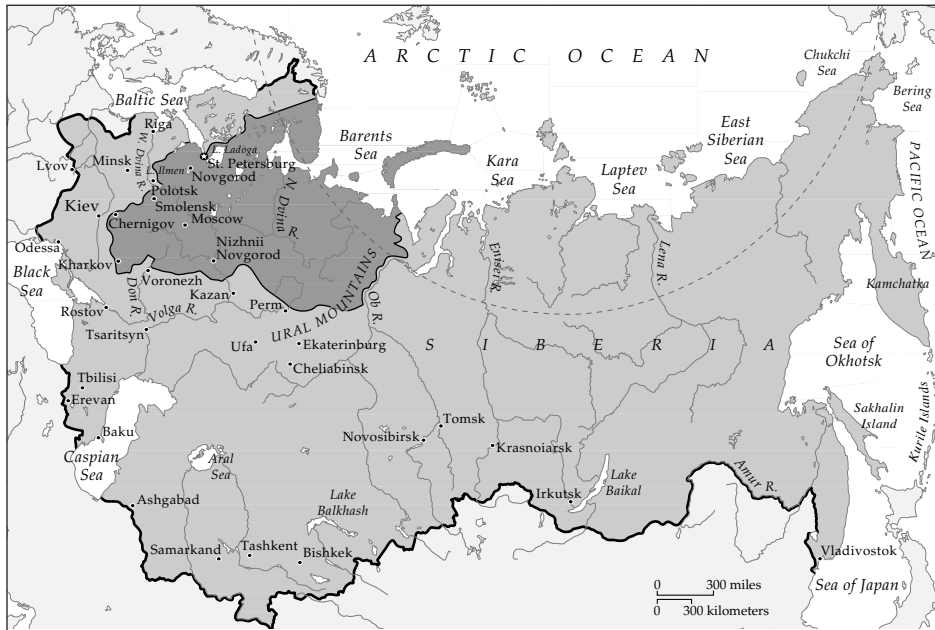 ARCTIC OCEAN
Chukchi
Sea
Bering
Sea
Baltic Sea
Barents
Sea
East
Siberian
Sea
Kara
Sea
Laptev
Sea
PACIFIC OCEAN
Riga
W. Dvina R.
L. Ladoga
St. Petersburg
Lvov
Minsk
L. Ilmen
Novgorod
N. Dvina
R.
Polotsk
Smolensk
Kiev
Chernigov
Moscow
Odessa
Nizhnii
Novgorod
Kharkov
Black
Sea
Voronezh
Don R.
Kazan
Volga R.
Perm
URAL MOUNTAINS
Ob R.
Enisei R.
Lena R.
Kamchatka
Rostov
Tsaritsyn
Ufa
Ekaterinburg
SIBERIA
Sea of
Okhotsk
Cheliabinsk
Tbilisi
Erevan
Sakhalin
Island
Kurile Islands
Tomsk
Baku
Novosibirsk
Krasnoiarsk
Caspian
Sea
Aral
Sea
Amur R.
Lake
Baikal
Irkutsk
Ashgabad
Lake
Balkhash
Samarkand
Tashkent
Bishkek
Vladivostok
0 300 miles
0 300 kilometers
Sea of Japan